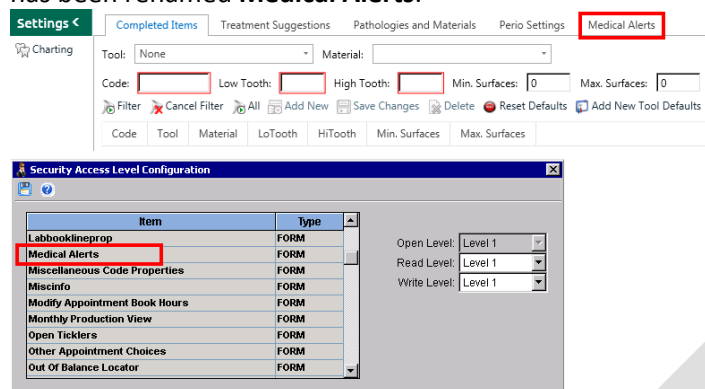 has been renamed Medical Alerts.
Settings < Completed Items Treatment Suggestions Pathologies and Materials Perio Settings Medical Alerts
Charting Tool: None Material:
Code: Low Tooth: High Tooth: Min. Surfaces: 0 Max. Surfaces: 0
Filter Cancel Filter All Add New Save Changes Delete Reset Defaults Add New Tool Defaults
Code Tool Material LoTooth HiTooth Min. Surfaces Max. Surfaces
Security Access Level Configuration
Item Type
Labbooklineprop FORM
Open Level: Level 1
Medical Alerts FORM
Read Level: Level 1
Miscellaneous Code Properties FORM
Write Level: Level 1
Miscinfo FORM
Modify Appointment Book Hours FORM
Monthly Production View FORM
Open Ticklers FORM
Other Appointment Choices FORM
Out Of Balance Locator FORM